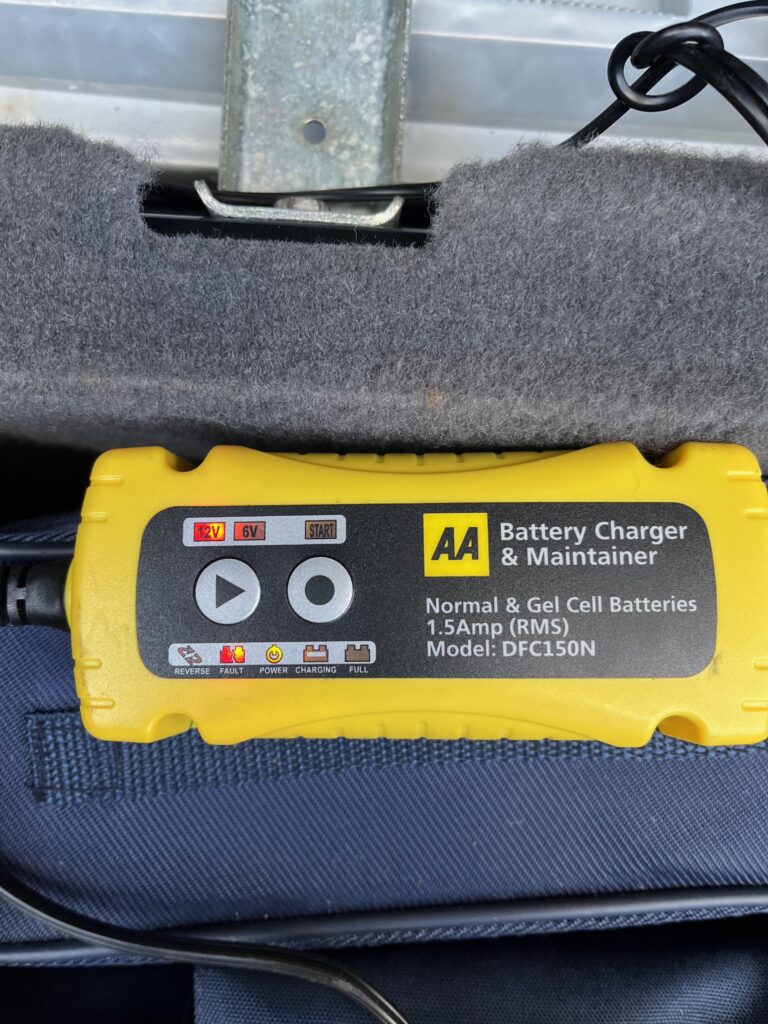 12V 6V START
AA
Battery Charger
& Maintainer
Normal & Gel Cell Batteries
1.5Amp (RMS)
Model: DFC150N
REVERSE FAULT POWER CHARGING FULL